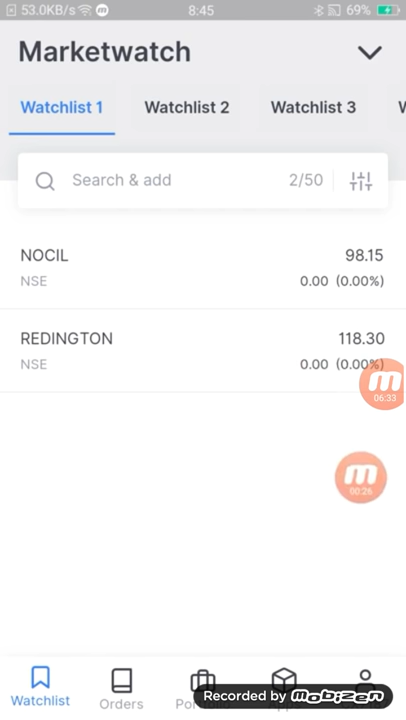 53.0KB/s 8:45 69%
Marketwatch
Watchlist 1 Watchlist 2 Watchlist 3
Search & add 2/50
NOCIL 98.15
NSE 0.00 (0.00%)
REDINGTON 118.30
NSE 0.00 (0.00%)
m
06:33
m
00:26
Watchlist Orders
Recorded by mobizen